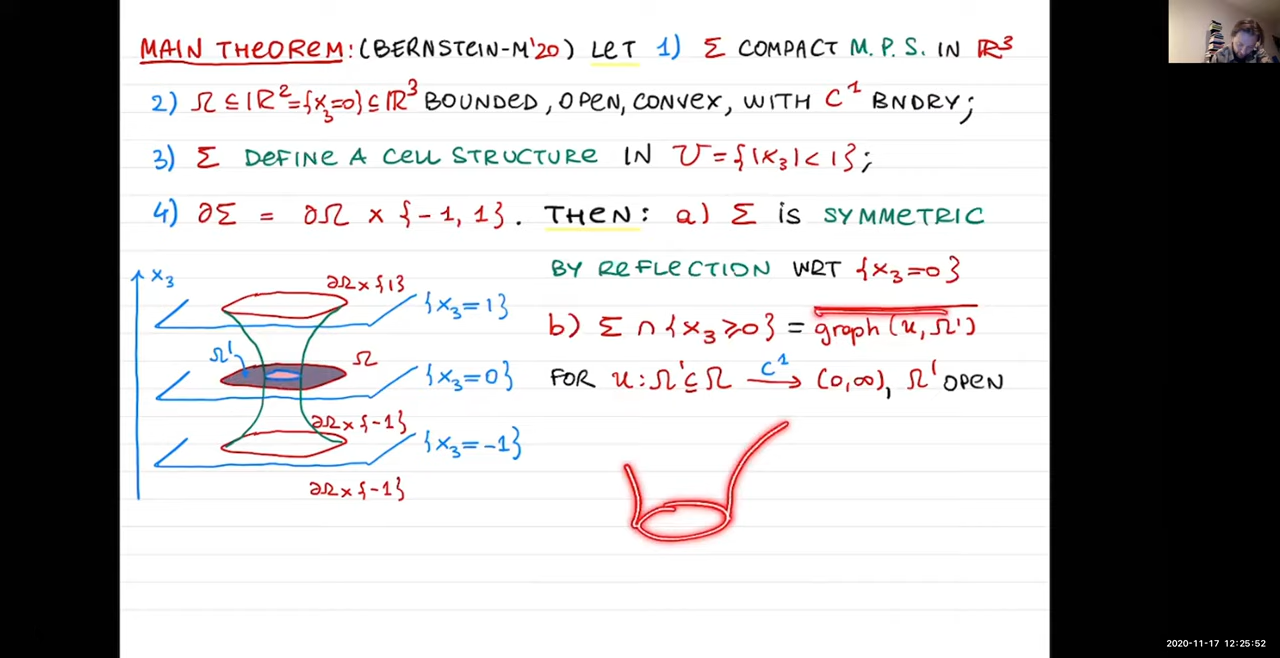 MAIN THEOREM: (BERNSTEIN-M'20) LET 1) Σ COMPACT M. P. S. IN ℝ³
2) Ω ⊆ ℝ² = {x₃=0} ⊆ ℝ³ BOUNDED, OPEN, CONVEX, WITH C¹ BNDRY;
3) Σ DEFINE A CELL STRUCTURE IN U = {|x₃| < 1};
4) ∂Σ = ∂Ω × {-1, 1}. THEN: a) Σ is SYMMETRIC
BY REFLECTION WRT {x₃=0}
b) Σ ∩ {x₃ ≥ 0} = graph(u, Ω')
FOR u: Ω' ⊆ Ω → C¹ (0, ∞), Ω' OPEN
x₃
∂Ω × {1}
{x₃ = 1}
Ω'
Ω
{x₃ = 0}
∂Ω × {-1}
{x₃ = -1}
∂Ω × {-1}
2020-11-17 12:25:52